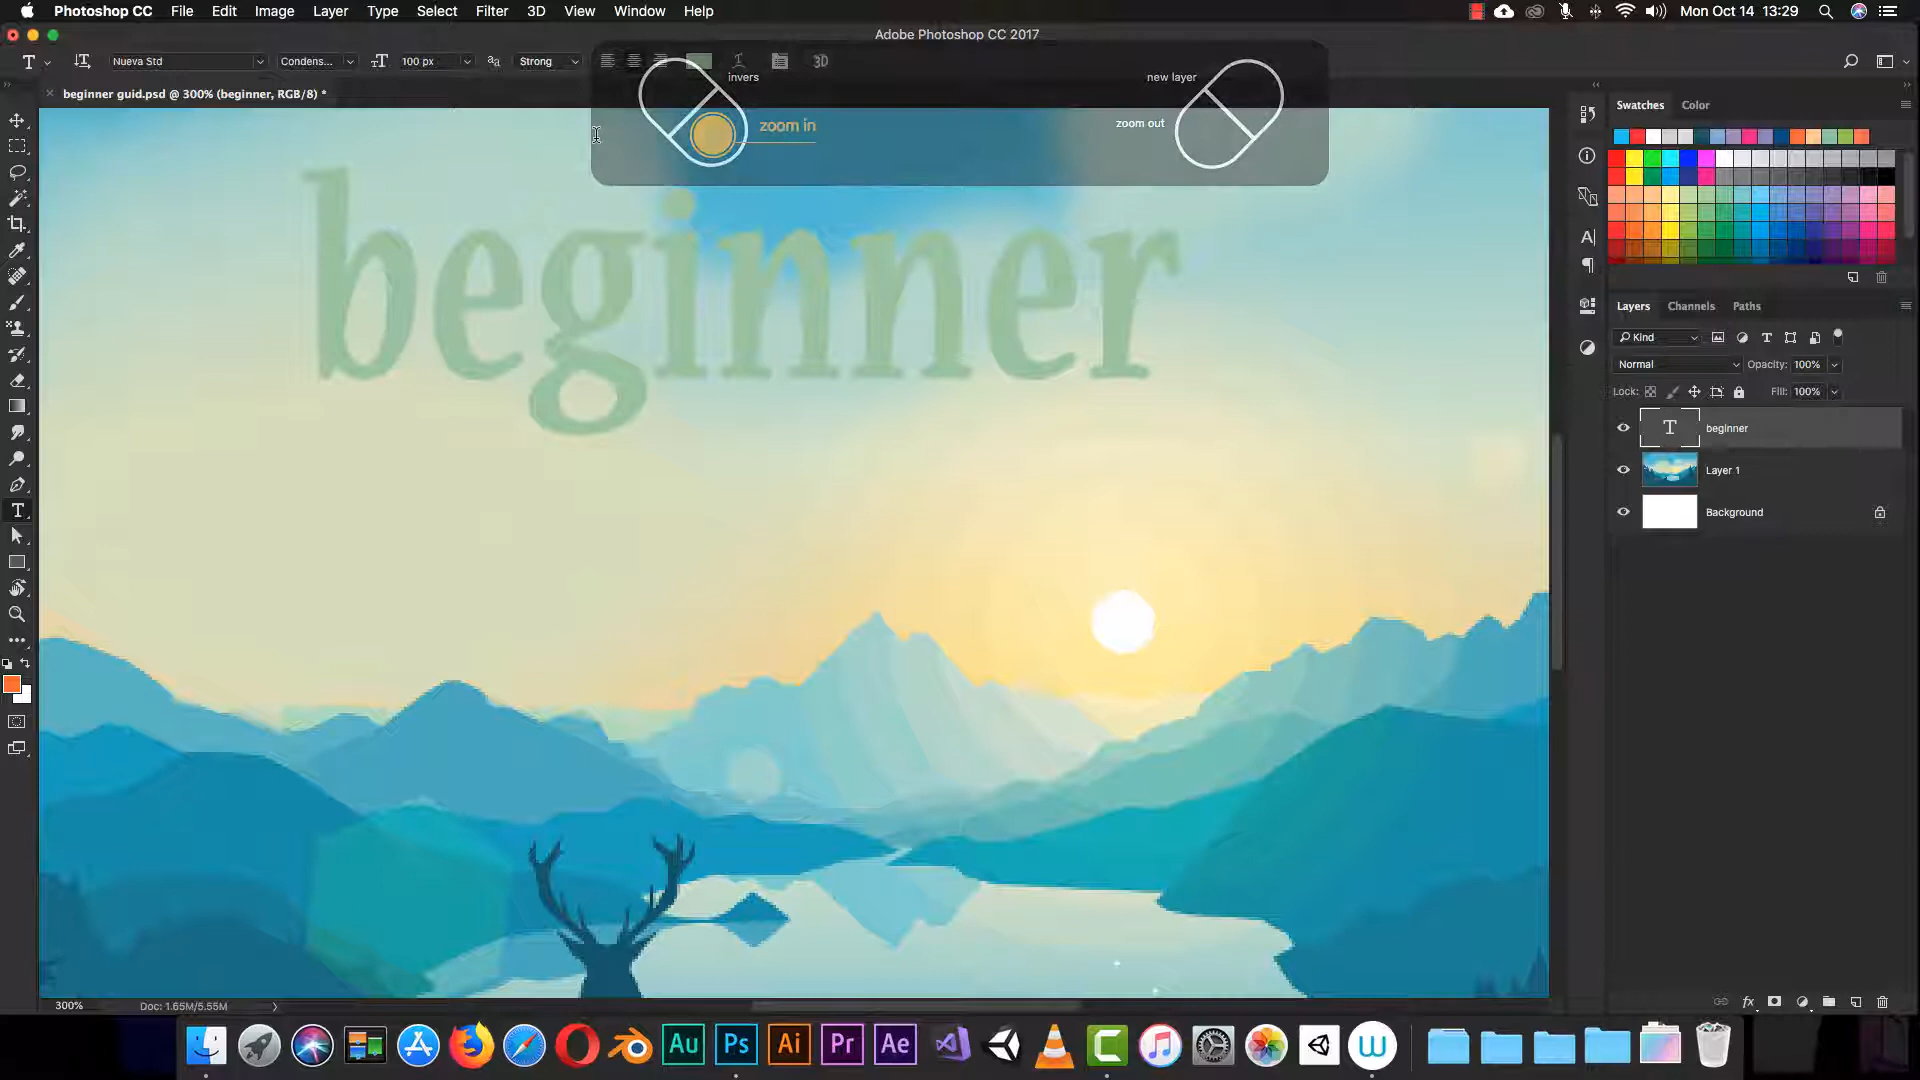 Photoshop CC File Edit Image Layer Type Select Filter 3D View Window Help Mon Oct 14 13:29
Adobe Photoshop CC 2017
T Nueva Std Condens... 100 px aa Strong 3D
invers new layer
beginner guid.psd @ 300% (beginner, RGB/8) *
zoom in zoom out
Swatches Color
beginner
Layers Channels Paths
Kind
Normal Opacity: 100%
Lock: Fill: 100%
T beginner
Layer 1
Background
300% Doc: 1.65M/5.55M
fx
Au Ps Ai Pr Ae